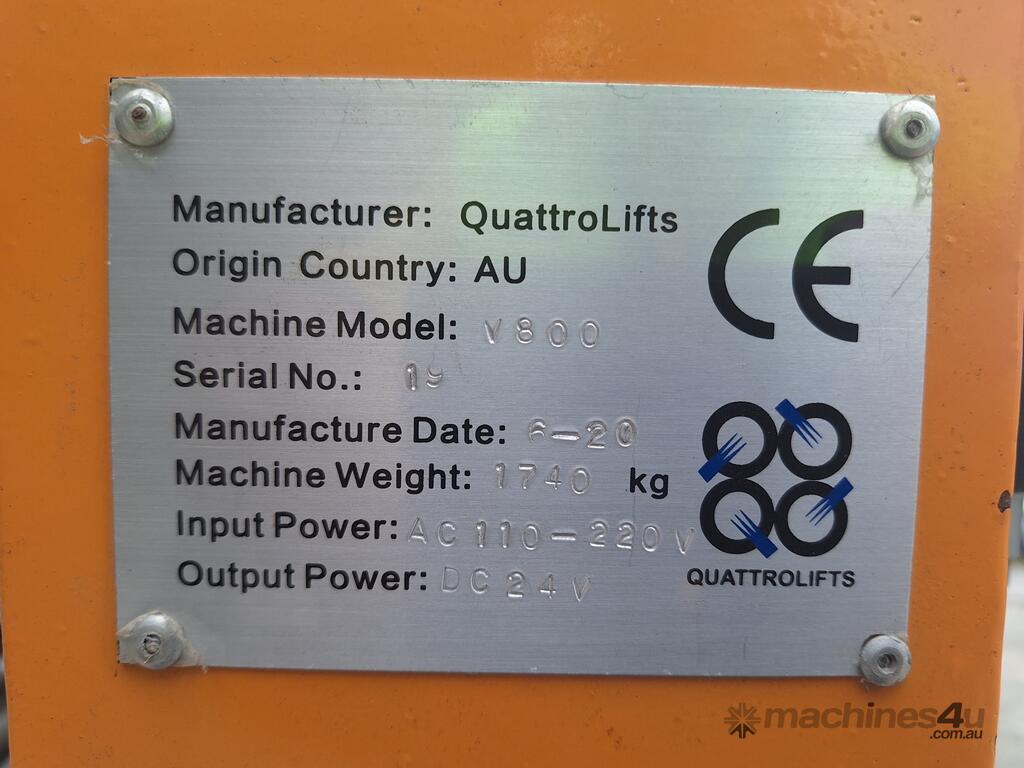 Manufacturer: QuattroLifts
Origin Country: AU
Machine Model: V800
Serial No.: 19
Manufacture Date: 6-20
Machine Weight: 1740 kg
Input Power: AC 110-220V
Output Power: DC 24V
CE
QUATTROLIFTS
machines4u
.com.au